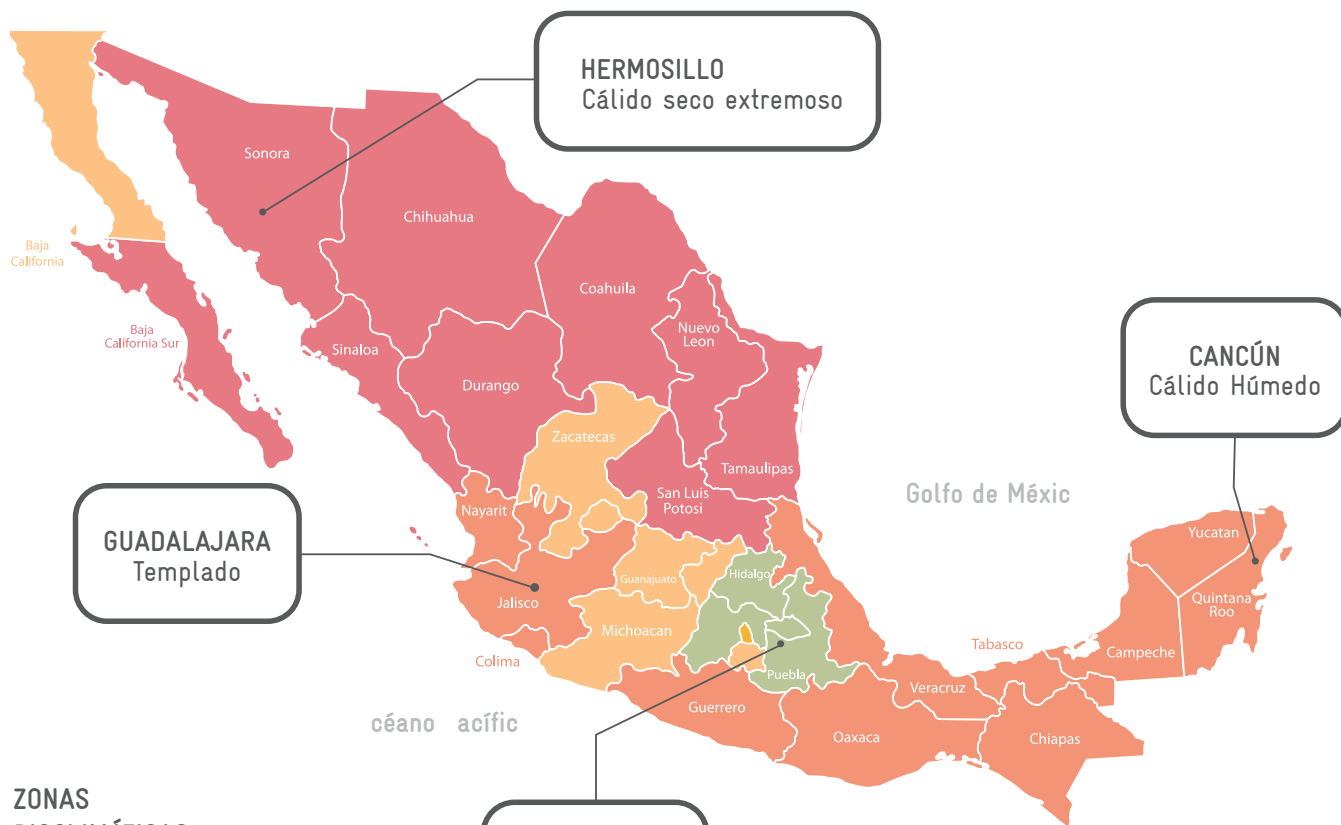 HERMOSILLO
Cálido seco extremoso
Sonora
Chihuahua
Baja
California
Coahuila
Baja
California Sur
Sinaloa
Nuevo
Leon
Durango
CANCÚN
Cálido Húmedo
Zacatecas
Tamaulipas
San Luis
Potosi
Golfo de Méxic
Nayarit
GUADALAJARA
Templado
Yucatan
Hidalgo
Guanajuato
Jalisco
Quintana
Roo
Michoacan
Tabasco
Campeche
Colima
Puebla
Veracruz
Guerrero
céano acífic
Oaxaca
Chiapas
ZONAS